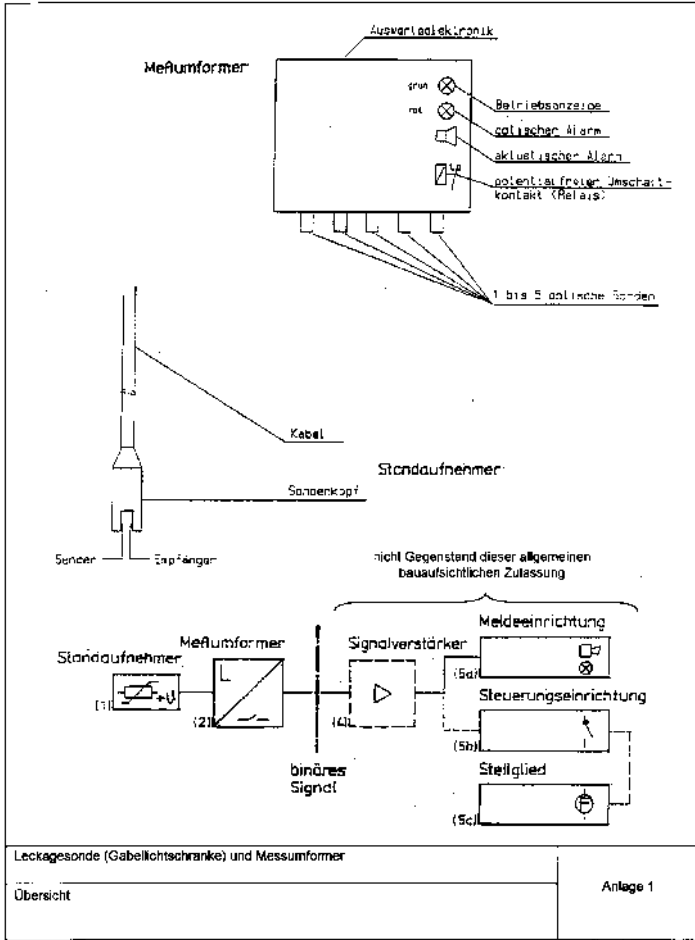 Auswerteelektronik
Meßumformer
grün
rot
Betriebsanzeige
optischer Alarm
akustischer Alarm
potentialfreier Umschalt-
kontakt (Relais)
1 bis 5 optische Sonden
Kabel
Standaufnehmer
Sondenkopf
Sender
Empfänger
nicht Gegenstand dieser allgemeinen
bauaufsichtlichen Zulassung
Meldeeinrichtung
Meßumformer
Signalverstärker
Standaufnehmer
(5a)
Steuerungseinrichtung
(1)
(2)
(4)
(5b)
binäres
Signal
Stellglied
(5c)
Leckagesonde (Gabellichtschranke) und Messumformer
Übersicht
Anlage 1